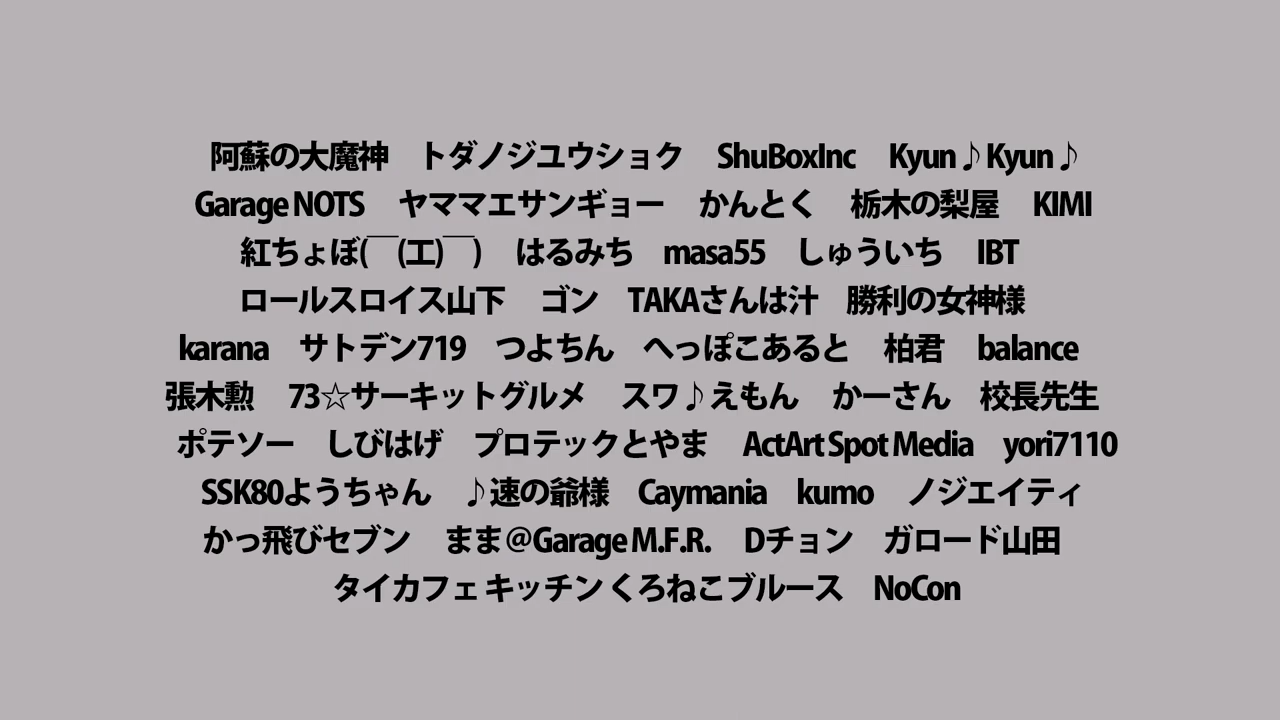 阿蘇の大魔神　トダノジユウショク　ShuBoxInc　Kyun♪Kyun♪
Garage NOTS　ヤママエサンギョー　かんとく　栃木の梨屋　KIMI
紅ちょぼ(￣(エ)￣)　はるみち　masa55　しゅういち　IBT
ロールスロイス山下　ゴン　TAKAさんは汁　勝利の女神様
karana　サトデン719　つよちん　へっぽこあると　柏君　balance
張木勲　73☆サーキットグルメ　スワ♪えもん　かーさん　校長先生
ポテソー　しびはげ　プロテックとやま　ActArt Spot Media　yori7110
SSK80ようちゃん　♪速の爺様　Caymania　kumo　ノジエイティ
かっ飛びセブン　まま＠Garage M.F.R.　Dチョン　ガロード山田
タイカフェ キッチン くろねこブルース　NoCon